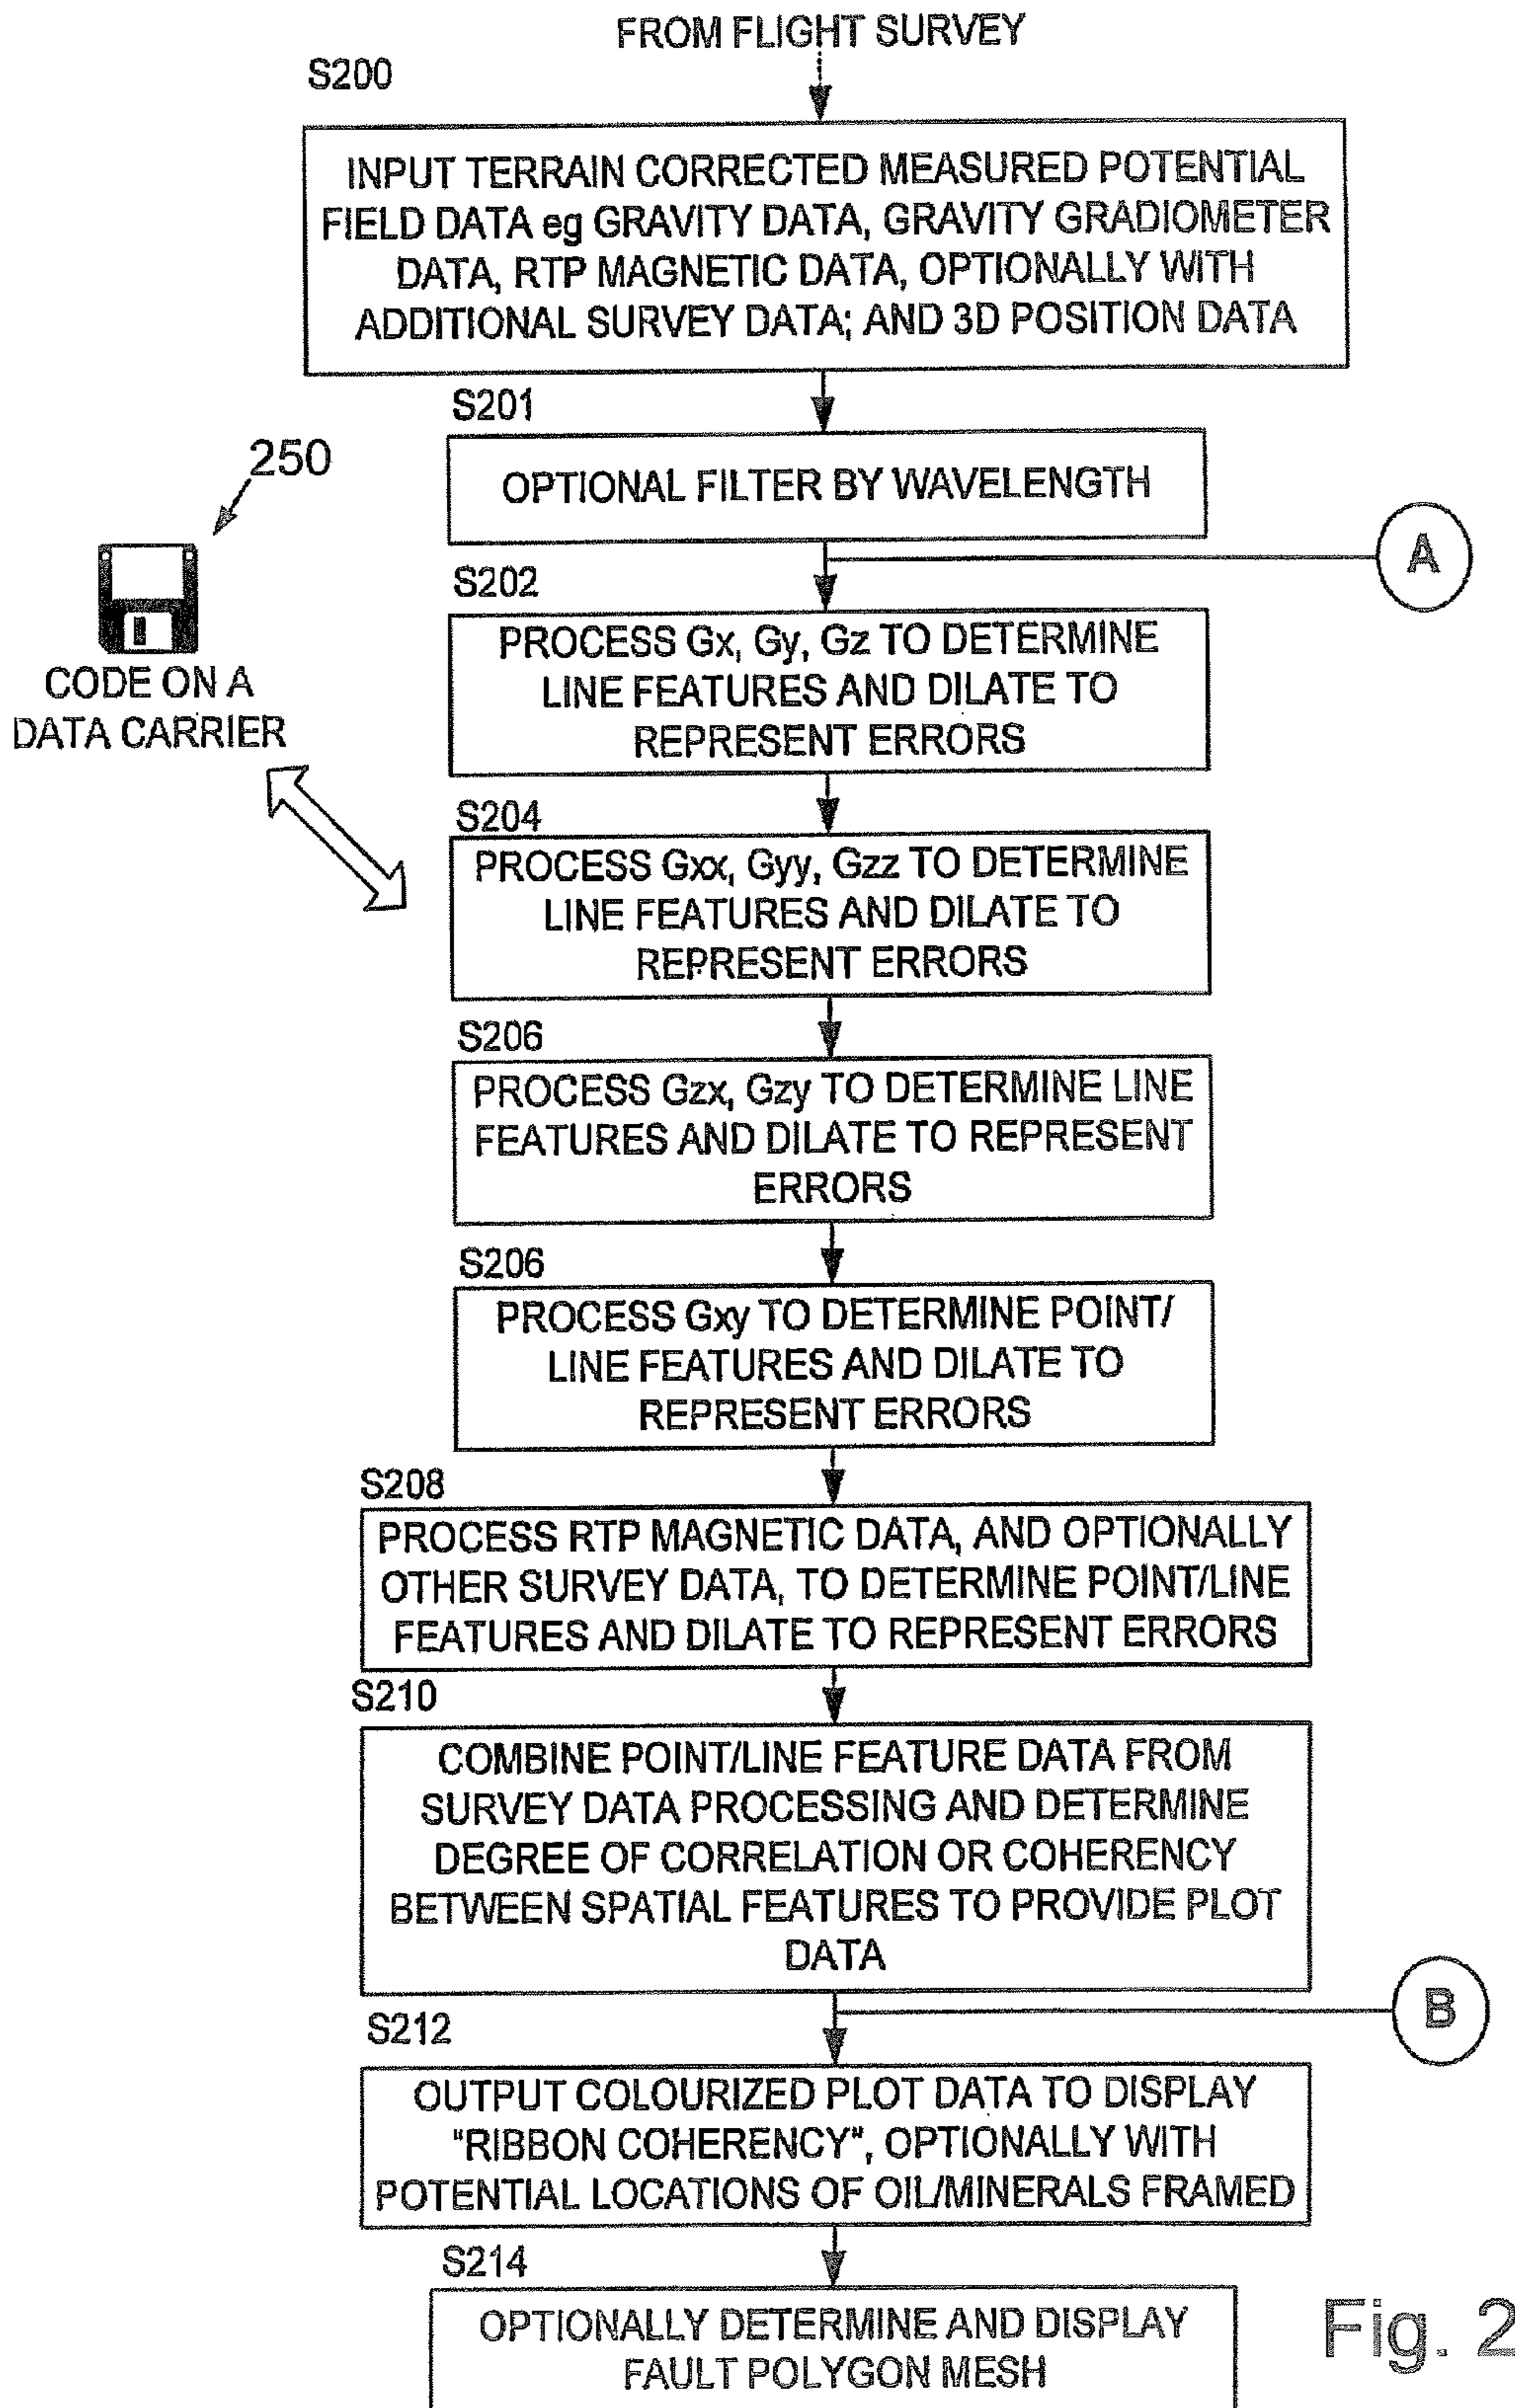 FROM FLIGHT SURVEY
S200
INPUT TERRAIN CORRECTED MEASURED POTENTIAL
FIELD DATA eg GRAVITY DATA, GRAVITY GRADIOMETER
DATA, RTP MAGNETIC DATA, OPTIONALLY WITH
ADDITIONAL SURVEY DATA; AND 3D POSITION DATA
S201
OPTIONAL FILTER BY WAVELENGTH
A
250
CODE ON A
DATA CARRIER
S202
PROCESS Gx, Gy, Gz TO DETERMINE
LINE FEATURES AND DILATE TO
REPRESENT ERRORS
S204
PROCESS Gxx, Gyy, Gzz TO DETERMINE
LINE FEATURES AND DILATE TO
REPRESENT ERRORS
S206
PROCESS Gzx, Gzy TO DETERMINE LINE
FEATURES AND DILATE TO REPRESENT
ERRORS
S206
PROCESS Gxy TO DETERMINE POINT/
LINE FEATURES AND DILATE TO
REPRESENT ERRORS
S208
PROCESS RTP MAGNETIC DATA, AND OPTIONALLY
OTHER SURVEY DATA, TO DETERMINE POINT/LINE
FEATURES AND DILATE TO REPRESENT ERRORS
S210
COMBINE POINT/LINE FEATURE DATA FROM
SURVEY DATA PROCESSING AND DETERMINE
DEGREE OF CORRELATION OR COHERENCY
BETWEEN SPATIAL FEATURES TO PROVIDE PLOT
DATA
B
S212
OUTPUT COLOURIZED PLOT DATA TO DISPLAY
"RIBBON COHERENCY", OPTIONALLY WITH
POTENTIAL LOCATIONS OF OIL/MINERALS FRAMED
S214
OPTIONALLY DETERMINE AND DISPLAY
FAULT POLYGON MESH
Fig. 2